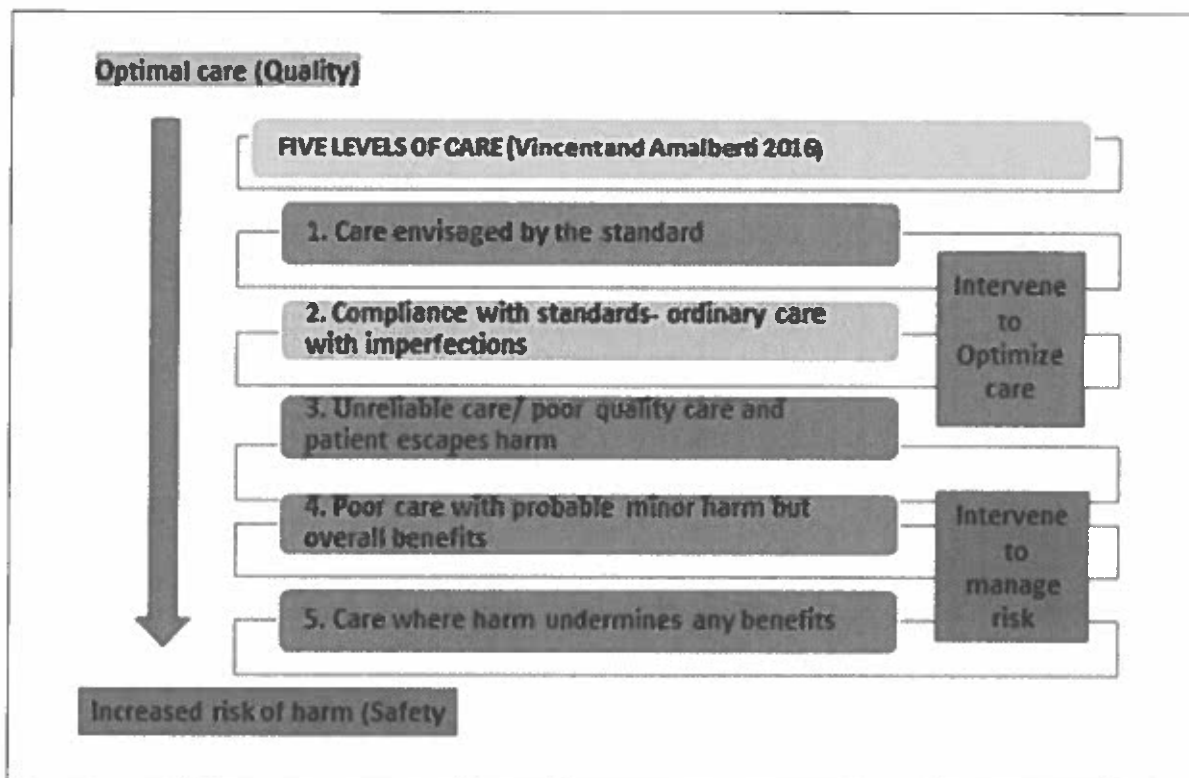 Optimal care (Quality)
FIVE LEVELS OF CARE (Vincent and Amalberti 2016)
1. Care envisaged by the standard
2. Compliance with standards- ordinary care
with imperfections
Intervene
to
Optimize
care
3. Unreliable care/ poor quality care and
patient escapes harm
4. Poor care with probable minor harm but
overall benefits
5. Care where harm undermines any benefits
Intervene
to
manage
risk
Increased risk of harm (Safety